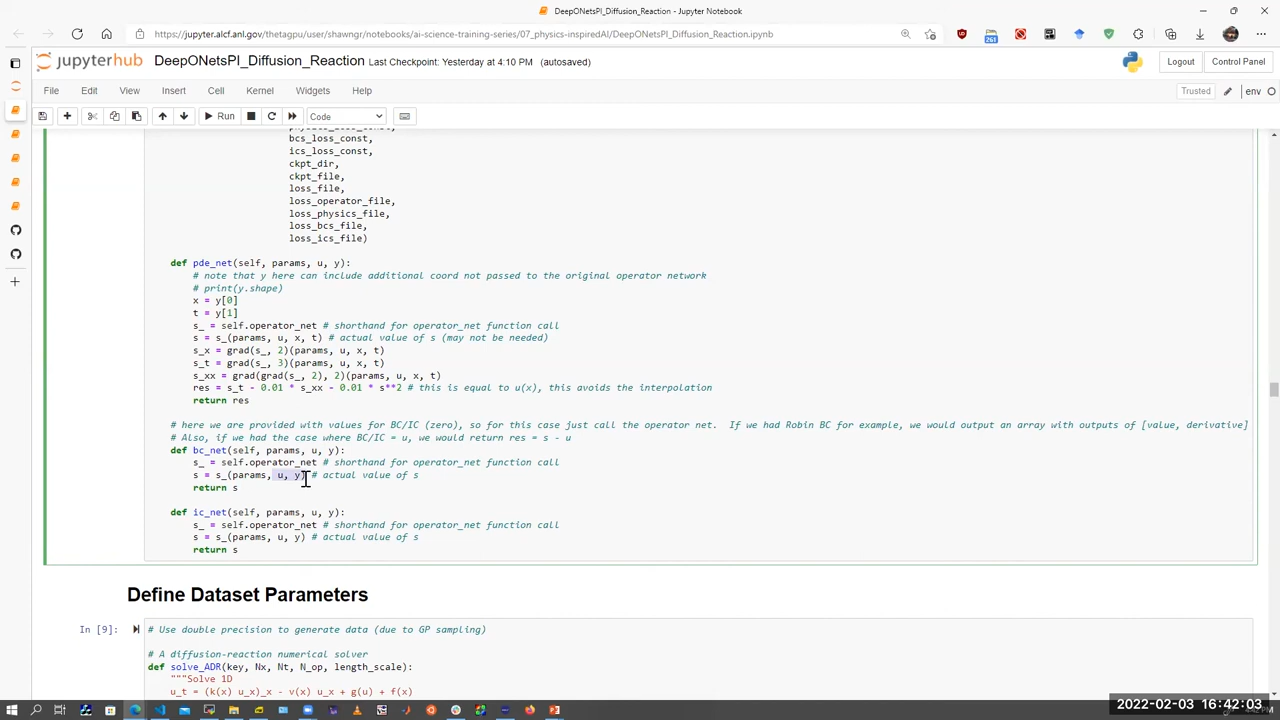 DeepONetsPI_Diffusion_Reaction - Jupyter Notebook
https://jupyter.alcf.anl.gov/thetagpu/user/shawngr/notebooks/ai-science-training-series/07_physics-inspiredAI/DeepONetsPI_Diffusion_Reaction.ipynb
261
jupyterhub DeepONetsPI_Diffusion_Reaction Last Checkpoint: Yesterday at 4:10 PM (autosaved)
Logout Control Panel
File Edit View Insert Cell Kernel Widgets Help
Trusted env
Run Code
physics_loss_const,
bcs_loss_const,
ics_loss_const,
ckpt_dir,
ckpt_file,
loss_file,
loss_operator_file,
loss_physics_file,
loss_bcs_file,
loss_ics_file)
def pde_net(self, params, u, y):
# note that y here can include additional coord not passed to the original operator network
# print(y.shape)
x = y[0]
t = y[1]
s_ = self.operator_net # shorthand for operator_net function call
s = s_(params, u, x, t) # actual value of s (may not be needed)
s_x = grad(s_, 2)(params, u, x, t)
s_t = grad(s_, 3)(params, u, x, t)
s_xx = grad(grad(s_, 2), 2)(params, u, x, t)
res = s_t - 0.01 * s_xx - 0.01 * s**2 # this is equal to u(x), this avoids the interpolation
return res
# here we are provided with values for BC/IC (zero), so for this case just call the operator net.  If we had Robin BC for example, we would output an array with outputs of [value, derivative]
# Also, if we had the case where BC/IC = u, we would return res = s - u
def bc_net(self, params, u, y):
s_ = self.operator_net # shorthand for operator_net function call
s = s_(params, u, y) # actual value of s
return s
def ic_net(self, params, u, y):
s_ = self.operator_net # shorthand for operator_net function call
s = s_(params, u, y) # actual value of s
return s
Define Dataset Parameters
In [9]:
# Use double precision to generate data (due to GP sampling)
# A diffusion-reaction numerical solver
def solve_ADR(key, Nx, Nt, N_op, length_scale):
"""Solve 1D
u_t = (k(x) u_x)_x - v(x) u_x + g(u) + f(x)
2022-02-03 16:42:03